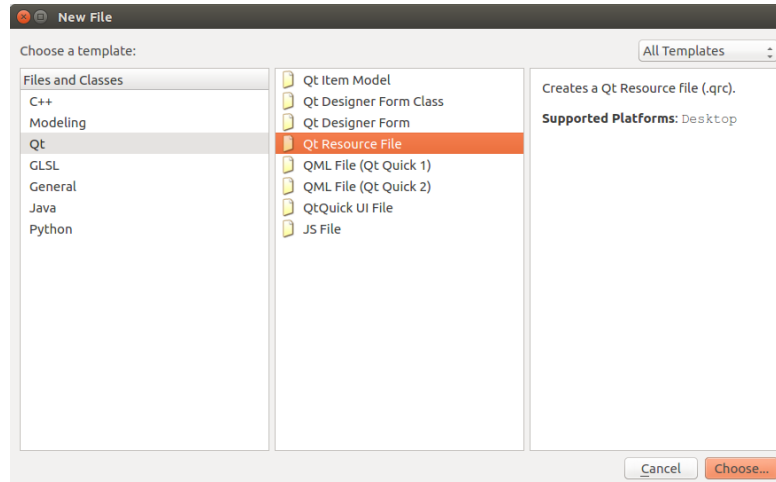 New File
Choose a template:
All Templates
Files and Classes
C++
Modeling
Qt
GLSL
General
Java
Python
Qt Item Model
Qt Designer Form Class
Qt Designer Form
Qt Resource File
QML File (Qt Quick 1)
QML File (Qt Quick 2)
QtQuick UI File
JS File
Creates a Qt Resource file (.qrc).
Supported Platforms: Desktop
Cancel
Choose...